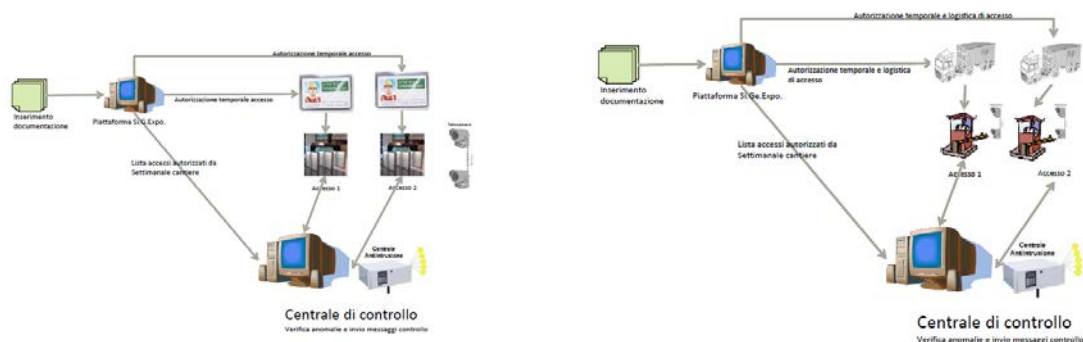 Autorizzazione temporale accesso
Autorizzazione temporale accesso
Inserimento
documentazione
Piattaforma SI.G.Expo.
Lista accessi autorizzati da
Settimanale cantiere
Accesso 1
Accesso 2
Centrale
Antiintrusione
Centrale di controllo
Verifica anomalie e invio messaggi controllo
Autorizzazione temporale e logistica di accesso
Autorizzazione temporale e logistica
di accesso
Inserimento
documentazione
Piattaforma SI.Ge.Expo.
Lista accessi autorizzati da
Settimanale cantiere
Accesso 1
Accesso 2
Centrale
Antiintrusione
Centrale di controllo
Verifica anomalie e invio messaggi controllo